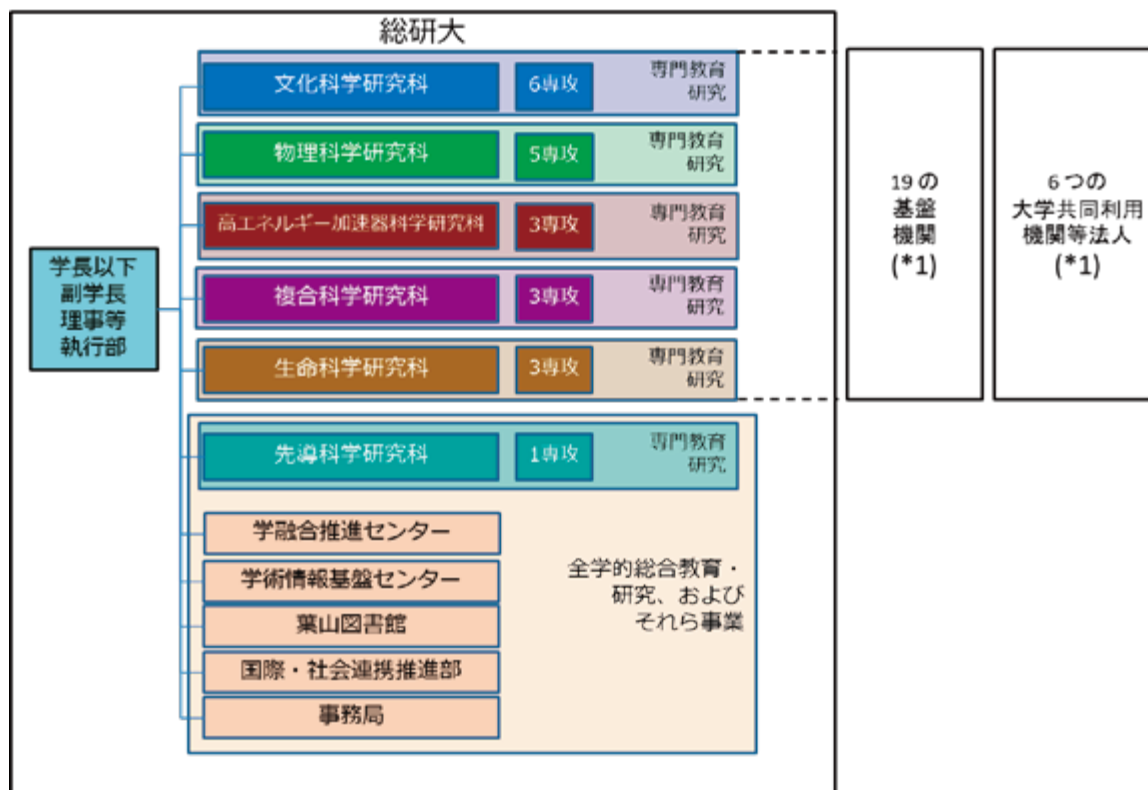 総研大
文化科学研究科
6専攻
専門教育
研究
物理科学研究科
5専攻
専門教育
研究
高エネルギー加速器科学研究科
3専攻
専門教育
研究
複合科学研究科
3専攻
専門教育
研究
生命科学研究科
3専攻
専門教育
研究
先導科学研究科
1専攻
専門教育
研究
学長以下
副学長
理事等
執行部
学融合推進センター
学術情報基盤センター
葉山図書館
国際・社会連携推進部
事務局
全学的総合教育・
研究、および
それら事業
19の
基盤
機関
(*1)
6つの
大学共同利用
機関等法人
(*1)